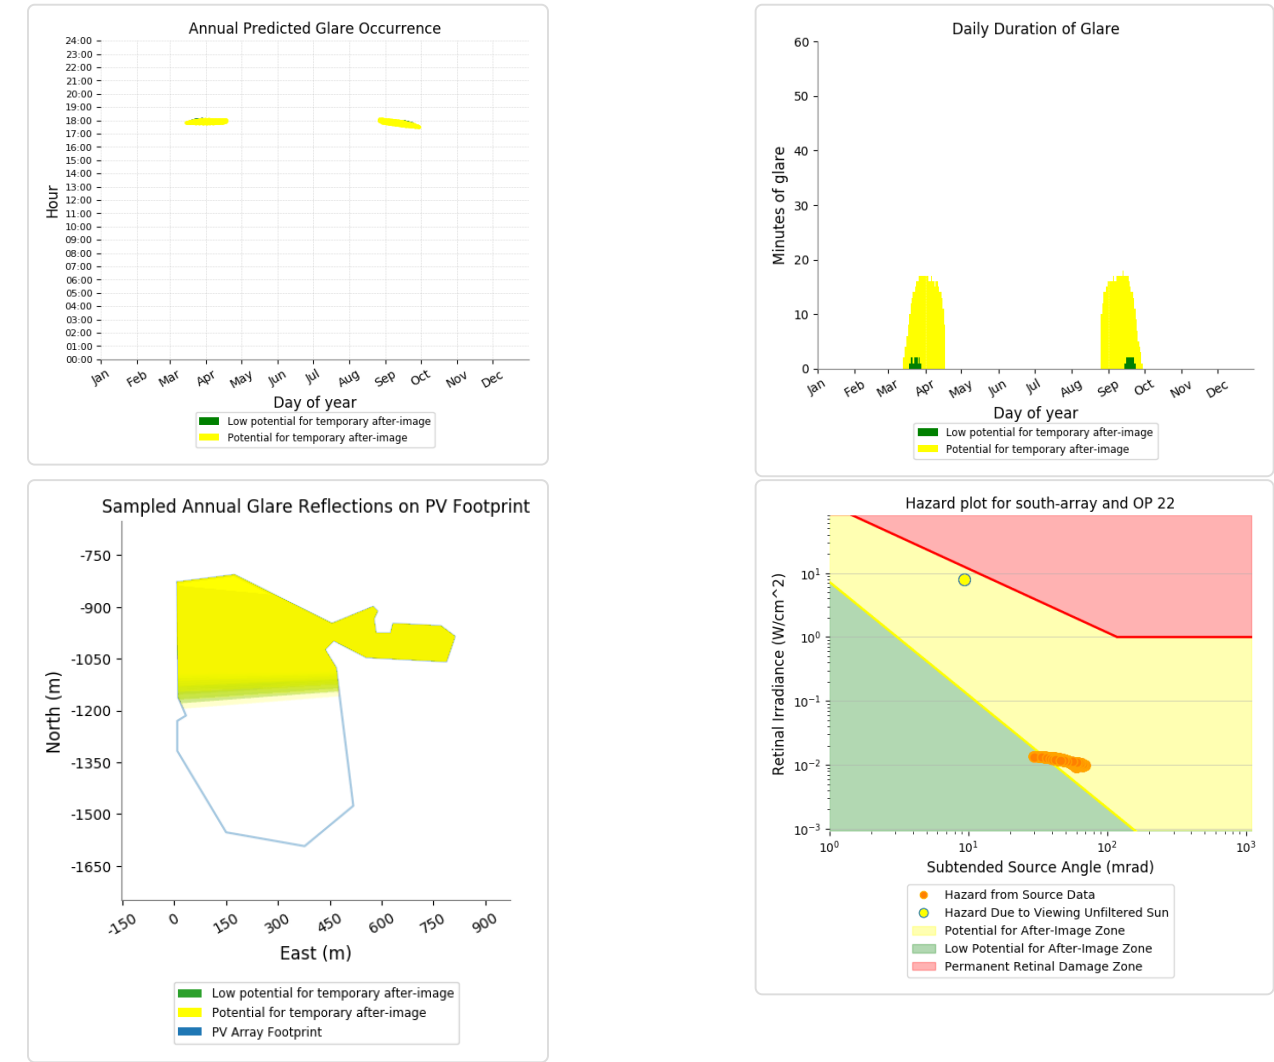 Annual Predicted Glare Occurrence
24:00
23:00
22:00
21:00
20:00
19:00
18:00
17:00
16:00
15:00
14:00
13:00
12:00
11:00
10:00
09:00
08:00
07:00
06:00
05:00
04:00
03:00
02:00
01:00
00:00
Hour
Jan Feb Mar Apr May Jun Jul Aug Sep Oct Nov Dec
Day of year
Low potential for temporary after-image
Potential for temporary after-image
Daily Duration of Glare
60
50
40
30
20
10
0
Minutes of glare
Jan Feb Mar Apr May Jun Jul Aug Sep Oct Nov Dec
Day of year
Low potential for temporary after-image
Potential for temporary after-image
Sampled Annual Glare Reflections on PV Footprint
-750
-900
-1050
-1200
-1350
-1500
-1650
North (m)
-150 0 150 300 450 600 750 900
East (m)
Low potential for temporary after-image
Potential for temporary after-image
PV Array Footprint
Hazard plot for south-array and OP 22
10^1
10^0
10^-1
10^-2
10^-3
Retinal Irradiance (W/cm^2)
10^0 10^1 10^2 10^3
Subtended Source Angle (mrad)
Hazard from Source Data
Hazard Due to Viewing Unfiltered Sun
Potential for After-Image Zone
Low Potential for After-Image Zone
Permanent Retinal Damage Zone